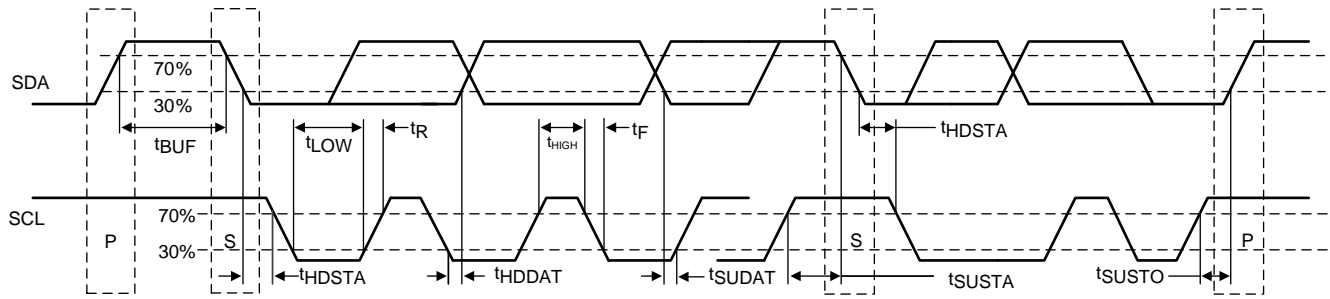 SDA
70%
30%
tBUF
tLOW
tR
tHIGH
tF
tHDSTA
SCL
70%
30%
P
S
S
P
tHDSTA
tHDDAT
tSUDAT
tSUSTA
tSUSTO